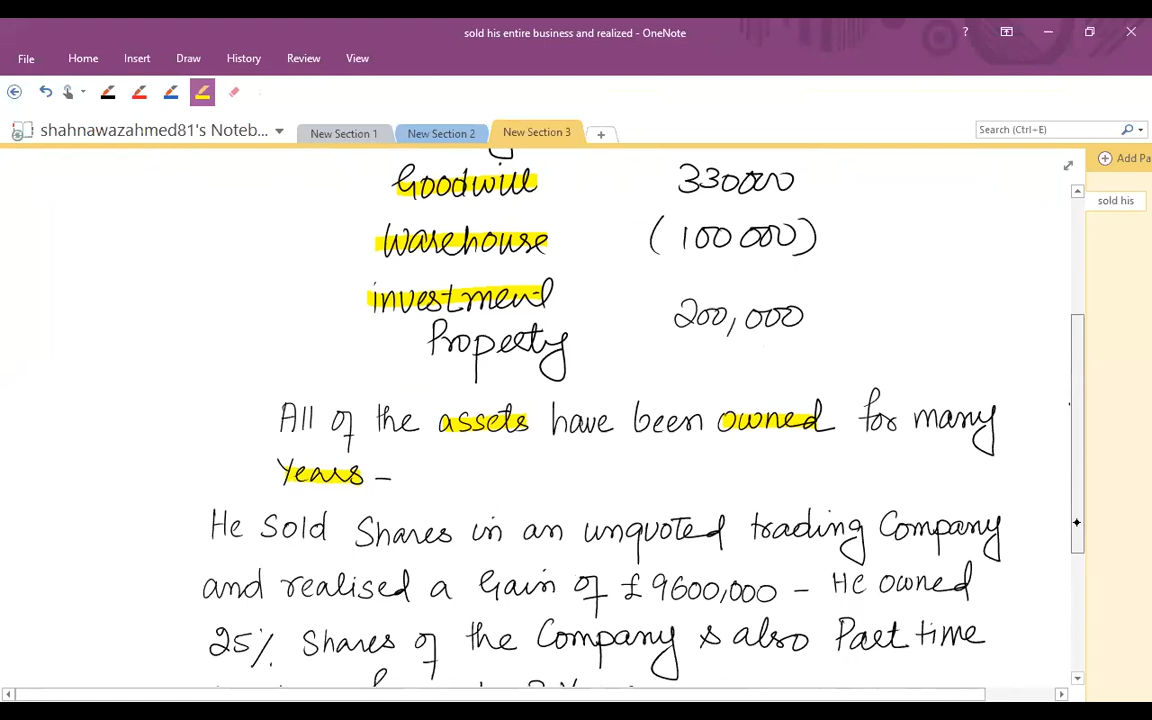 sold his entire business and realized - OneNote
File Home Insert Draw History Review View
shahnawazahmed81's Noteb...
New Section 1 New Section 2 New Section 3
Search (Ctrl+E)
Add Pa
sold his
Goodwill 330000
Warehouse (100 000)
investment
Property 200,000
All of the assets have been owned for many
Years -
He Sold Shares in an unquoted trading Company
and realised a Gain of £9600,000 - He owned
25% Shares of the Company & also Part time